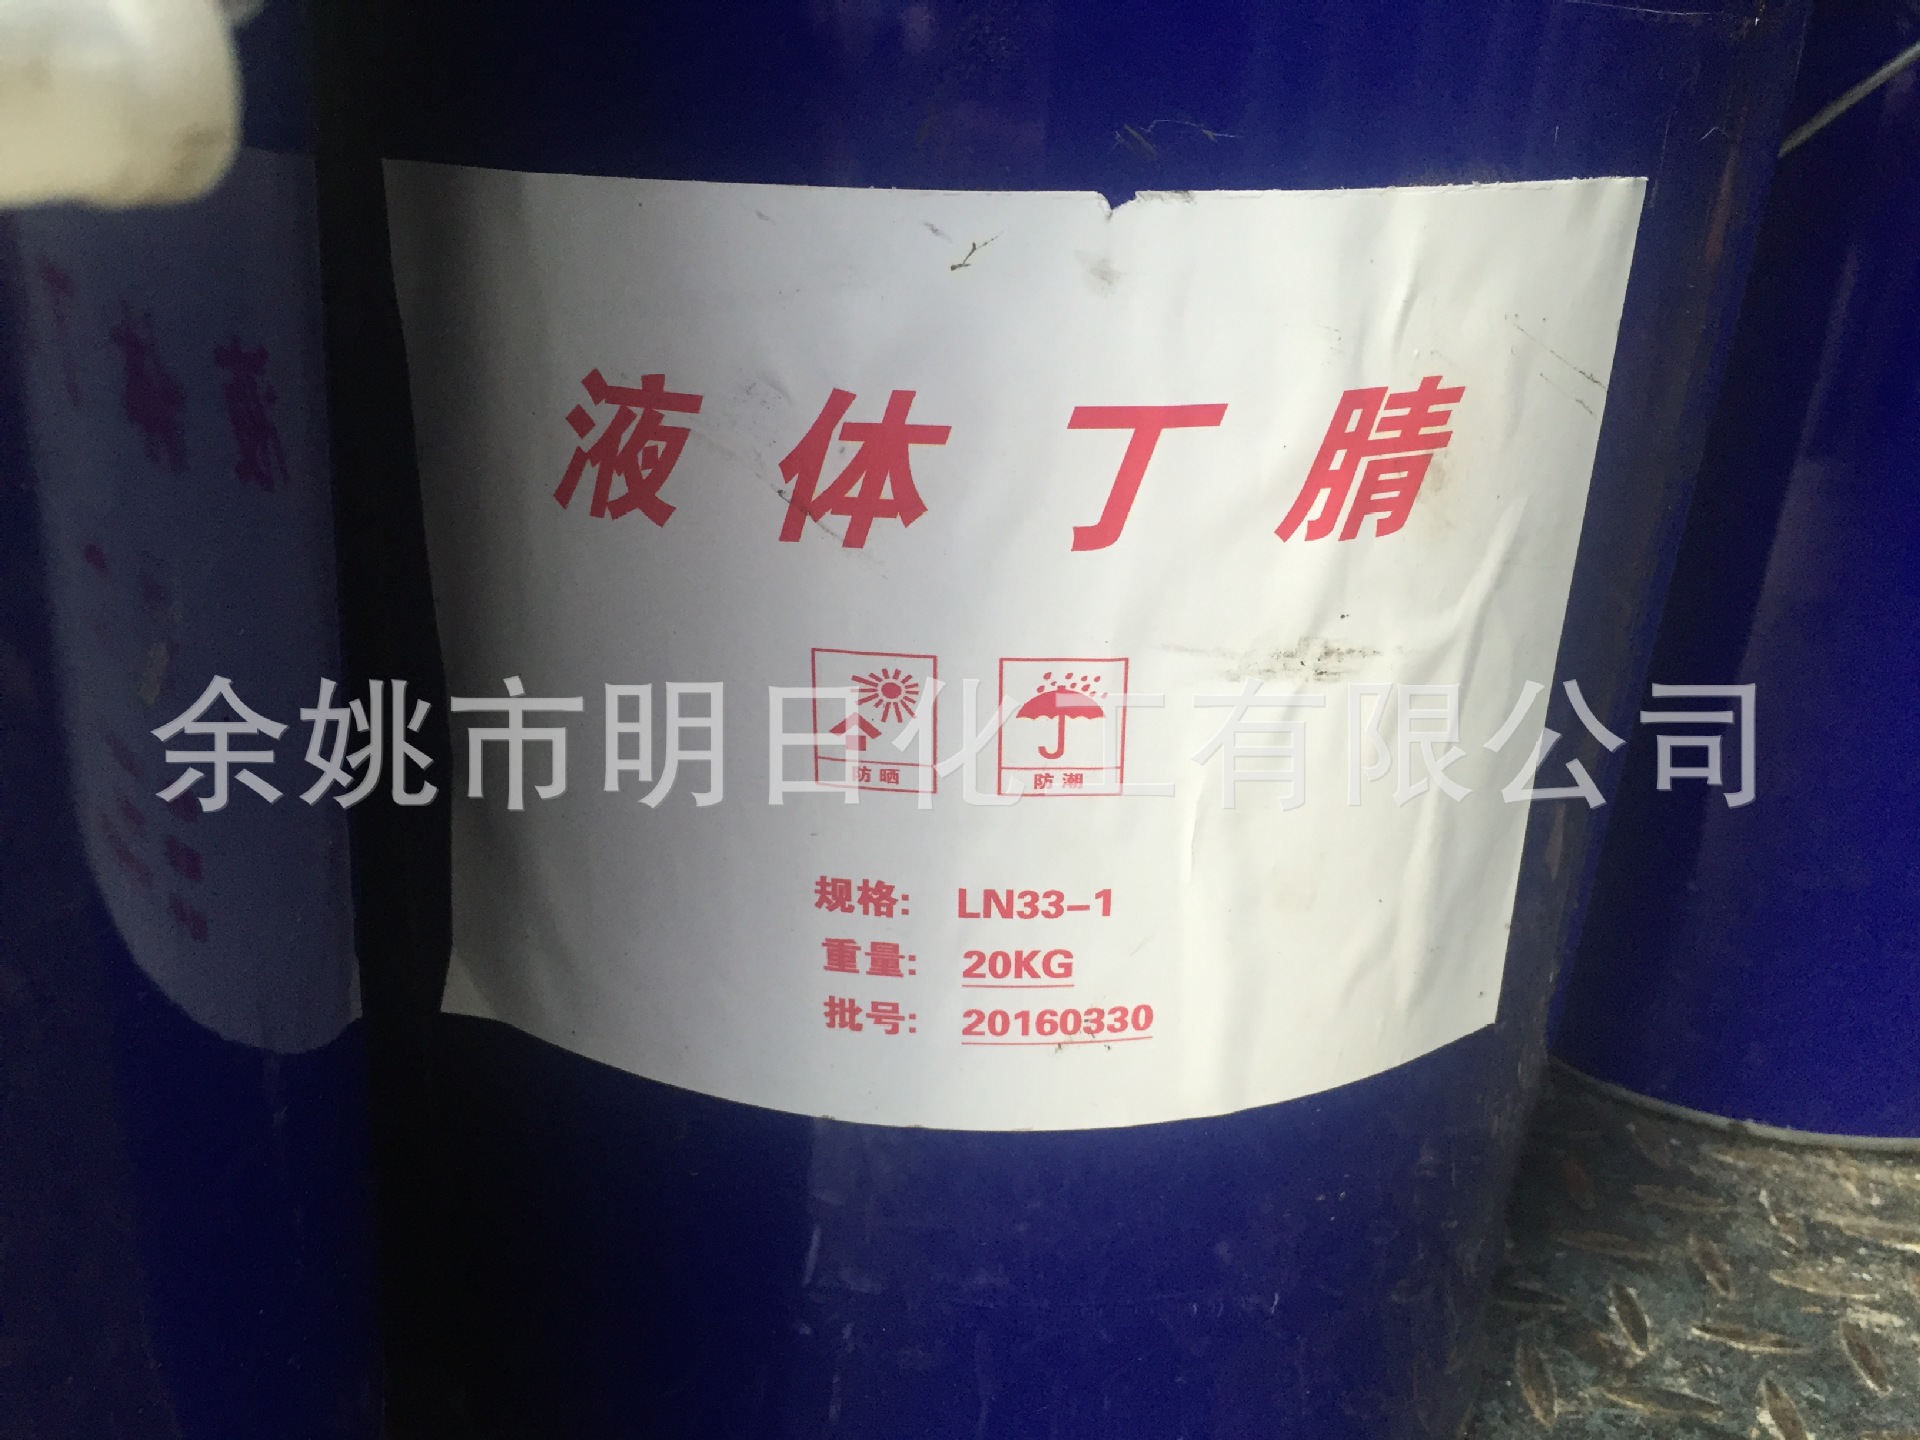 液体丁腈
防晒 防潮
余姚市明日化工有限公司
规格: LN33-1
重量: 20KG
批号: 20160330